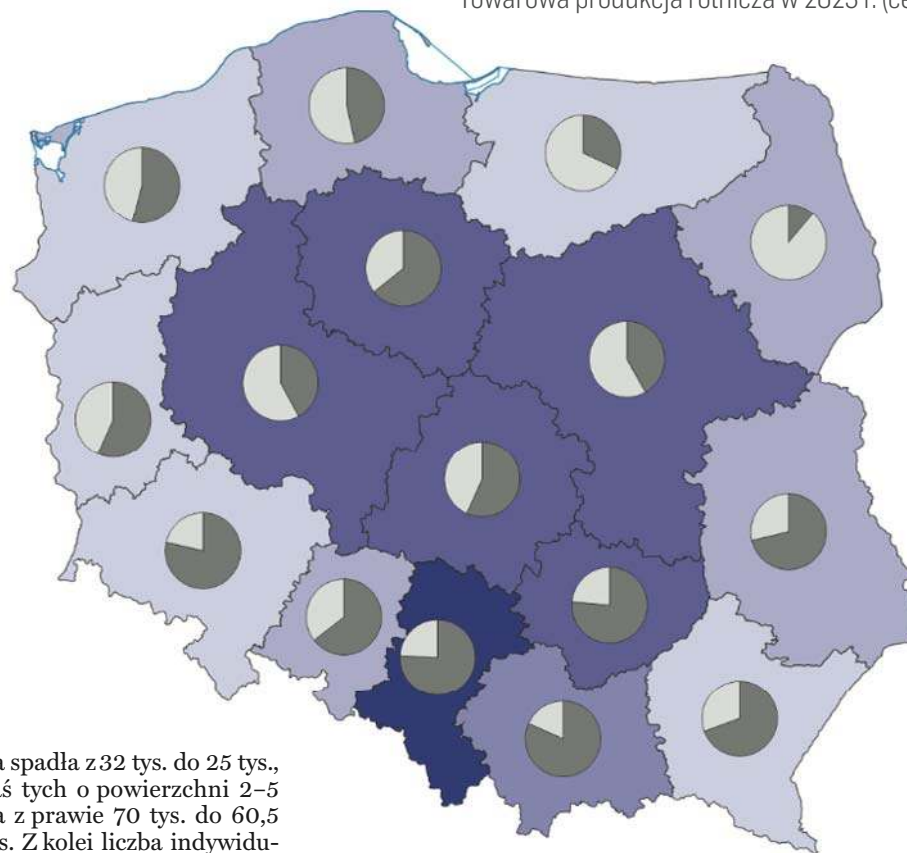 Towarowa produkcja rolnicza w 2023 r. (ce
a spadła z 32 tys. do 25 tys.,
aś tych o powierzchni 2–5
a z prawie 70 tys. do 60,5
s. Z kolei liczba indywidu-